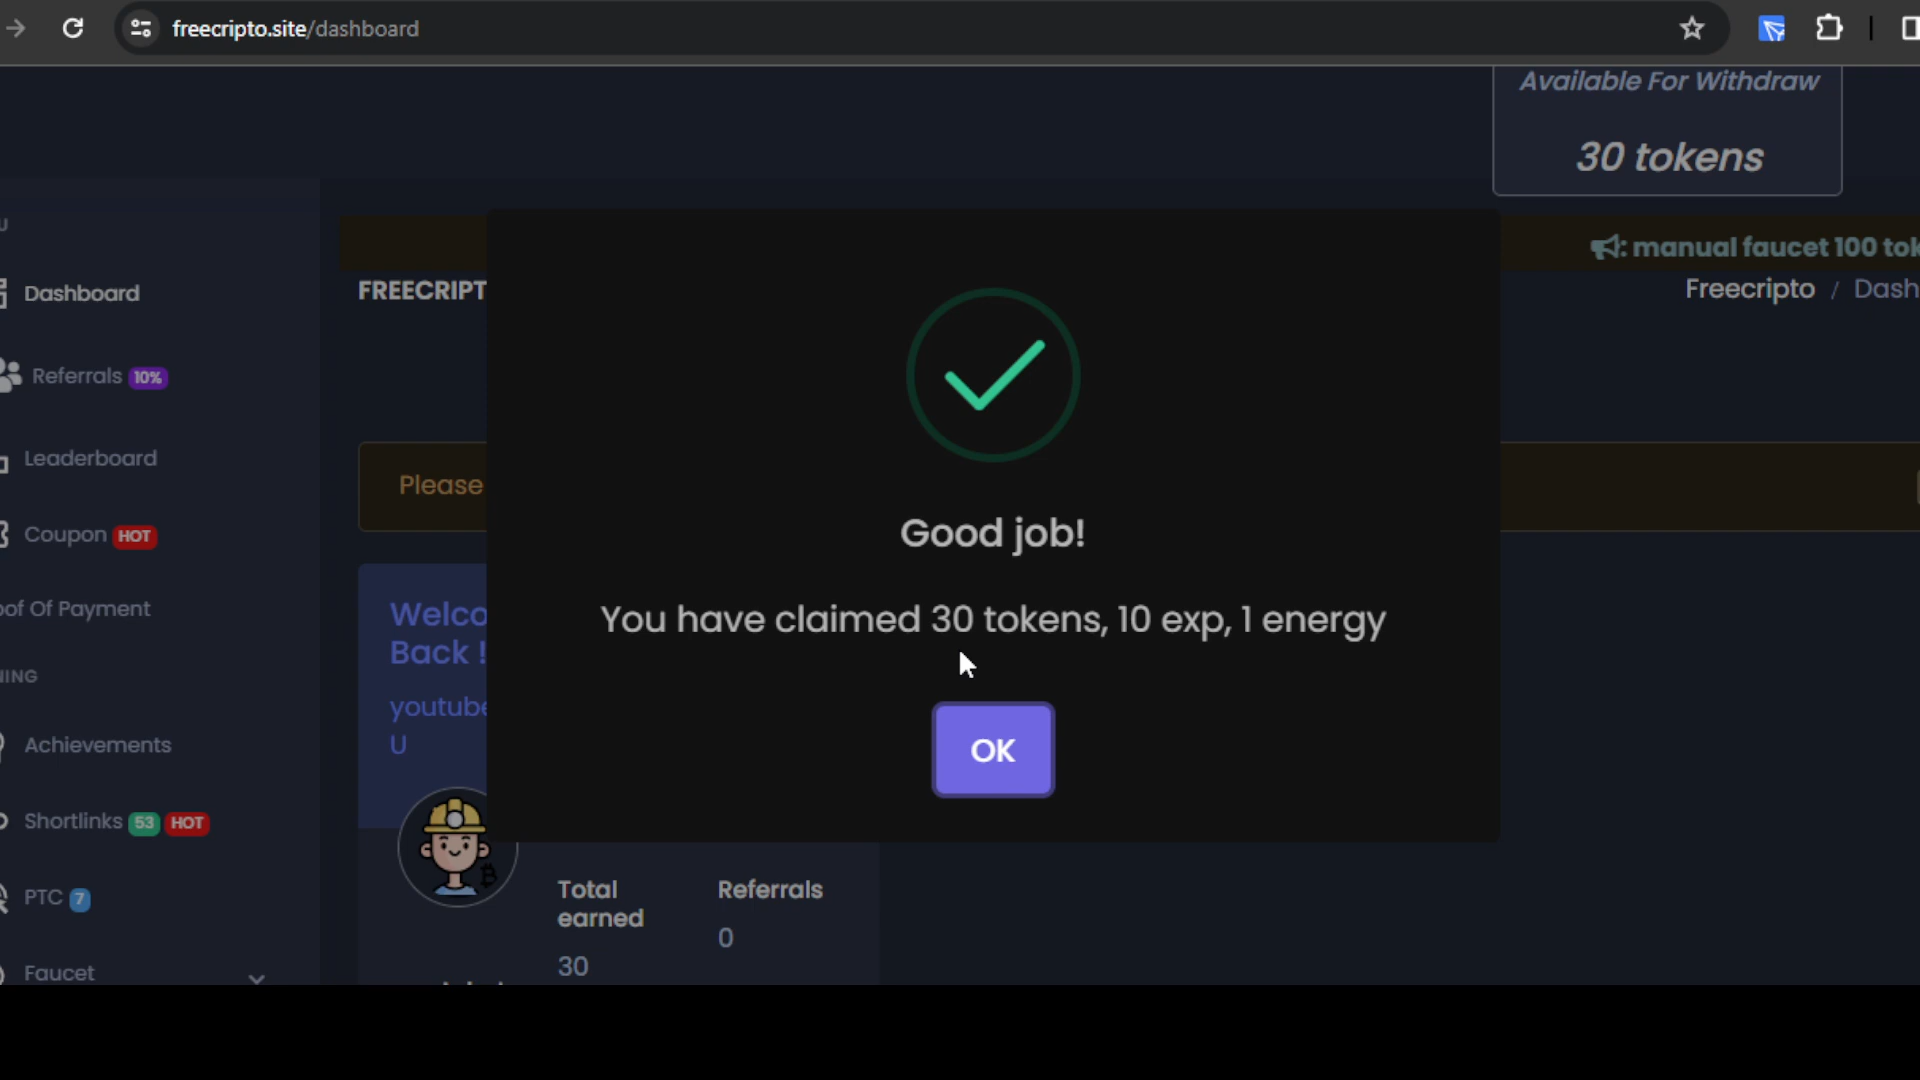 freecripto.site/dashboard
Available For Withdraw
30 tokens
: manual faucet 100 tok
FREECRIPT
Freecripto / Dash
Dashboard
Referrals 10%
Leaderboard
Coupon HOT
of Of Payment
NING
Achievements
Shortlinks 53 HOT
PTC 7
Faucet
Please
Welco
Back !
youtube
U
Good job!
You have claimed 30 tokens, 10 exp, 1 energy
OK
Total
earned
30
Referrals
0